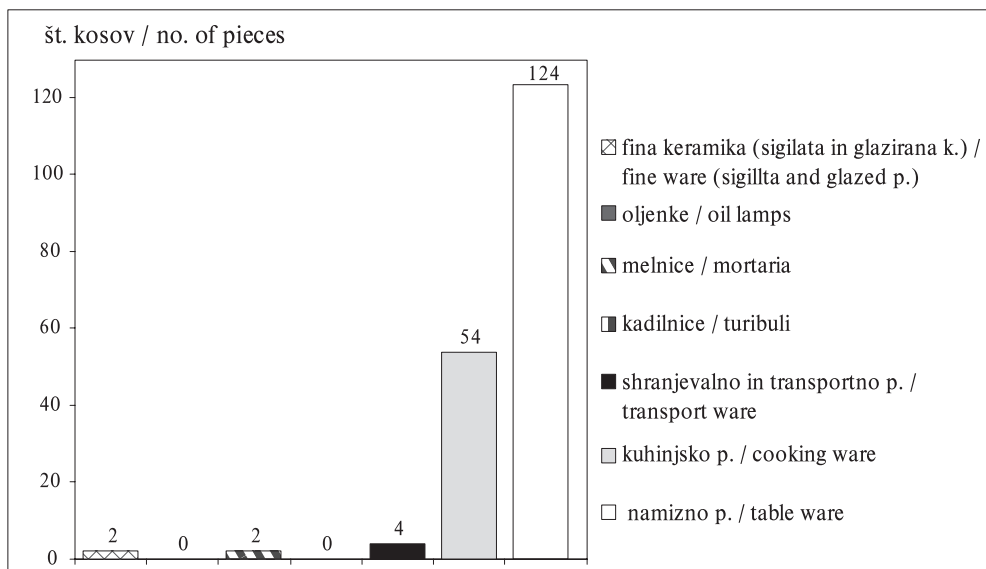 št. kosov / no. of pieces
120
100
80
60
40
20
0
2
0
2
0
4
54
124
fina keramika (sigilata in glazirana k.) /
fine ware (sigillta and glazed p.)
oljenke / oil lamps
melnice / mortaria
kadilnice / turibuli
shranjevalno in transportno p. /
transport ware
kuhinjsko p. / cooking ware
namizno p. / table ware